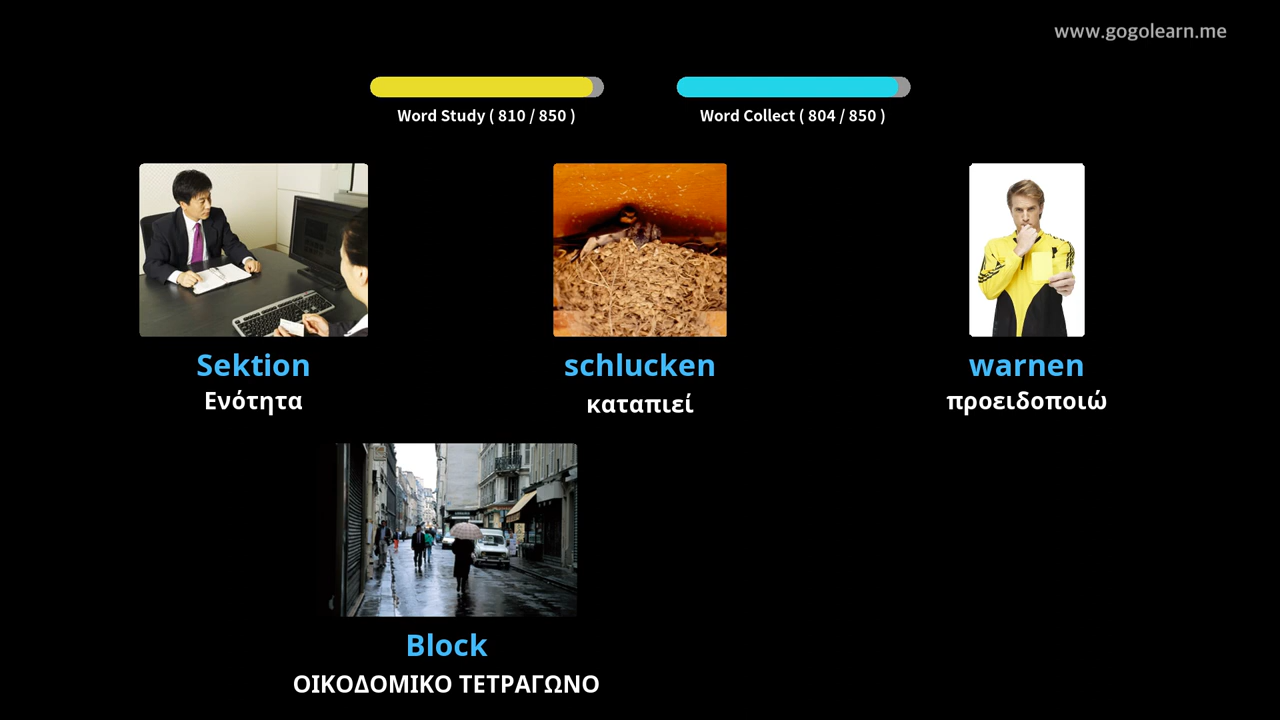 www.gogolearn.me
Word Study ( 810 / 850 )
Word Collect ( 804 / 850 )
Sektion
Ενότητα
schlucken
καταπιεί
warnen
προειδοποιώ
Block
ΟΙΚΟΔΟΜΙΚΟ ΤΕΤΡΑΓΩΝΟ